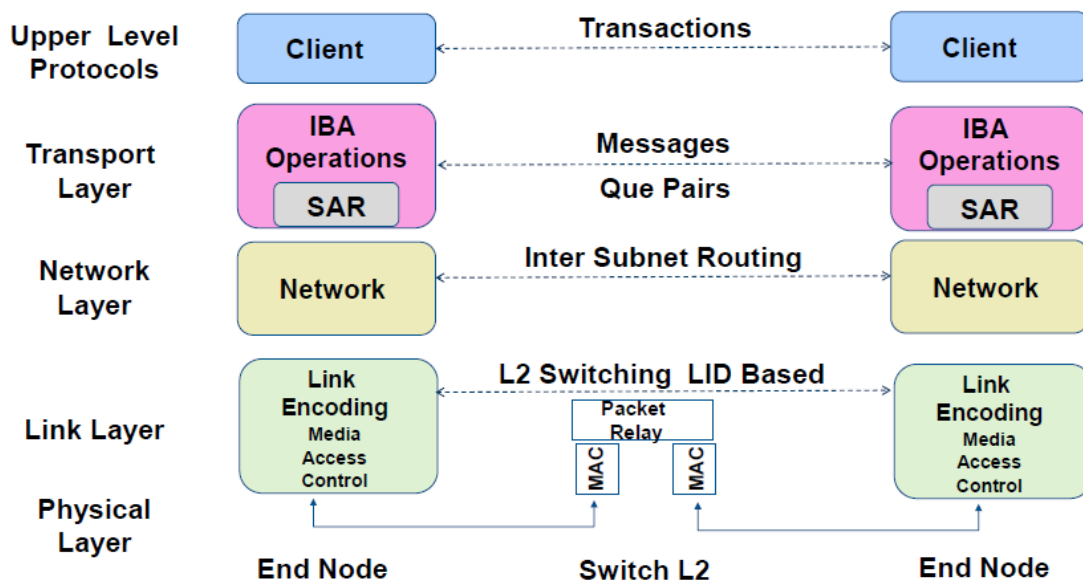 Upper Level
Protocols
Client
Transactions
Client
Transport
Layer
IBA
Operations
SAR
Messages
Que Pairs
IBA
Operations
SAR
Network
Layer
Network
Inter Subnet Routing
Network
Link Layer
Link
Encoding
Media
Access
Control
L2 Switching LID Based
Packet
Relay
MAC
MAC
Link
Encoding
Media
Access
Control
Physical
Layer
End Node
Switch L2
End Node